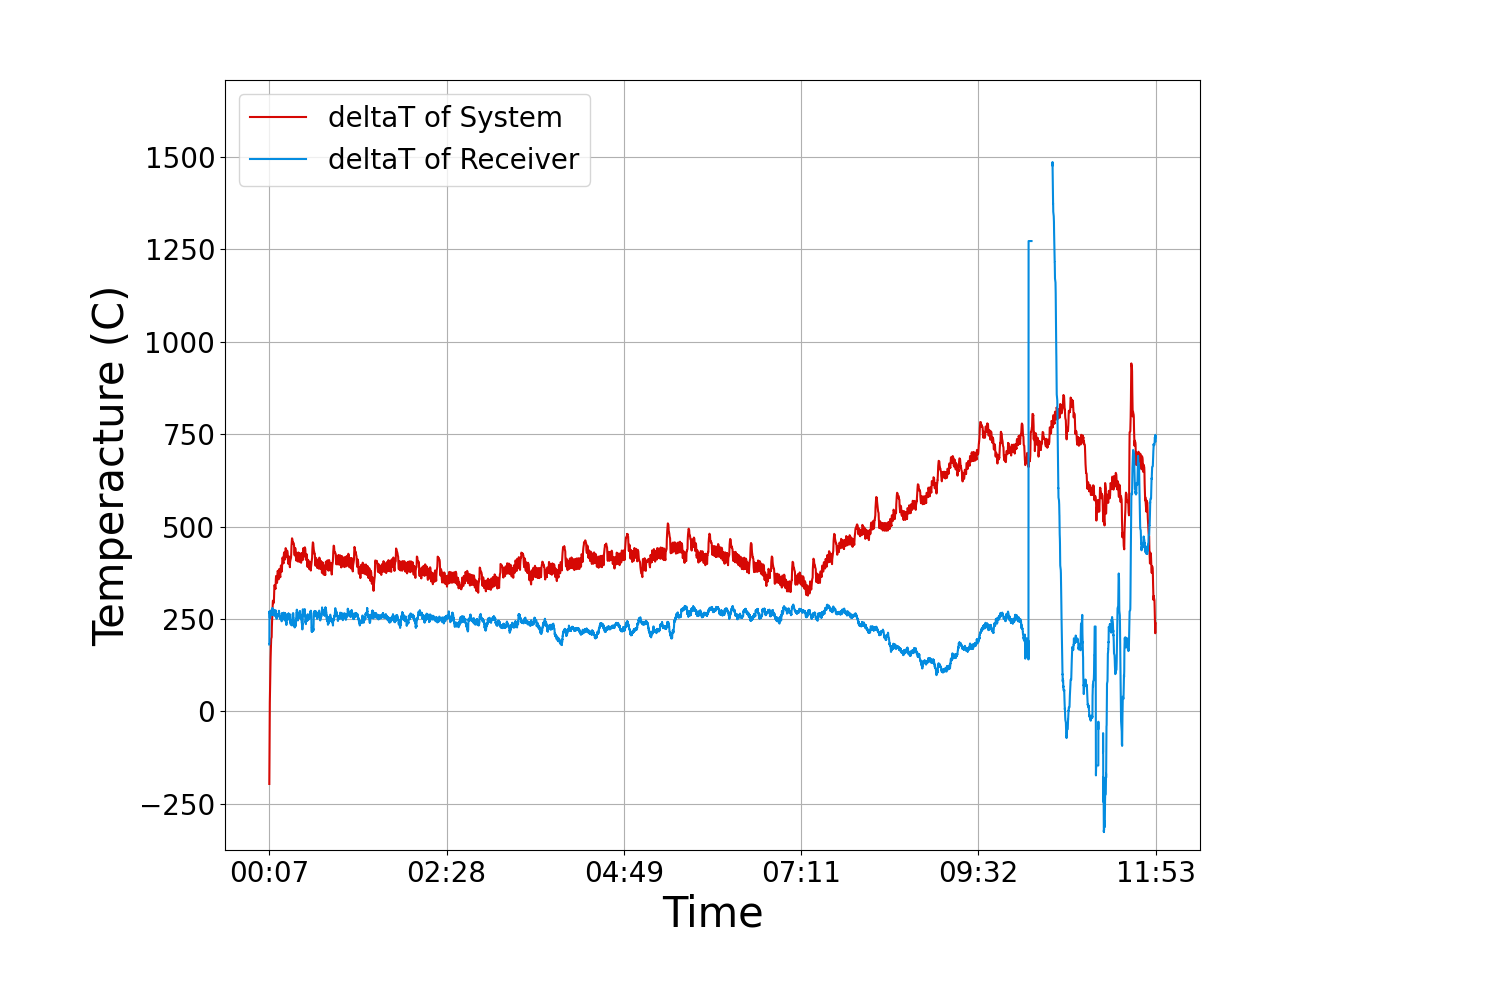 deltaT of System
deltaT of Receiver
1500
1250
1000
750
500
250
0
−250
Temperacture (C)
00:07 02:28 04:49 07:11 09:32 11:53
Time